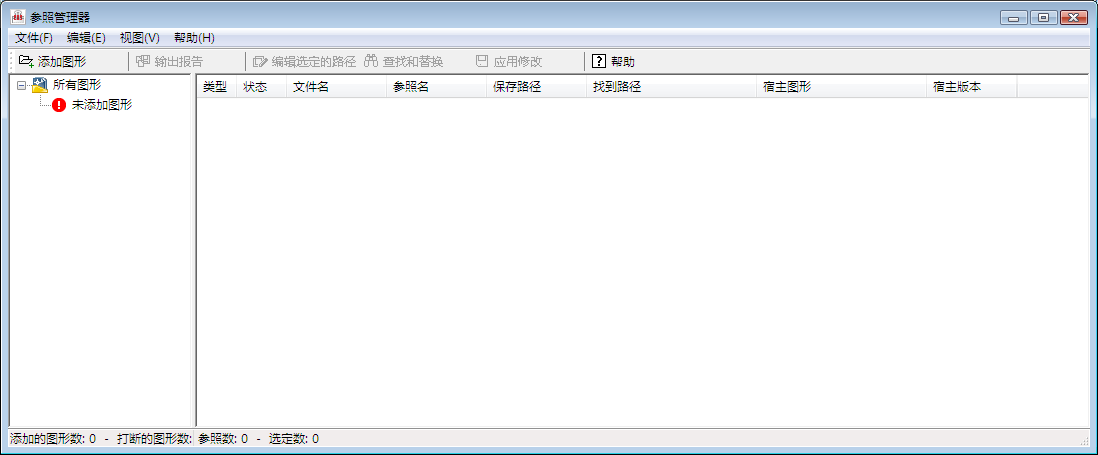 参照管理器
文件(F) 编辑(E) 视图(V) 帮助(H)
添加图形 输出报告 编辑选定的路径 查找和替换 应用修改 ? 帮助
所有图形 类型 状态 文件名 参照名 保存路径 找到路径 宿主图形 宿主版本
未添加图形
添加的图形数: 0 - 打断的图形数: 参照数: 0 - 选定数: 0